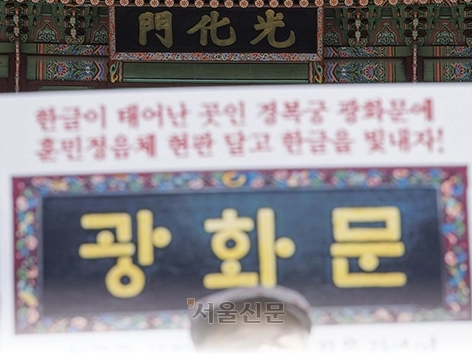 門化光
한글이 태어난 곳인 경복궁 광화문에
훈민정음체 현판 달고 한글을 빛내자!
광화문
서울신문